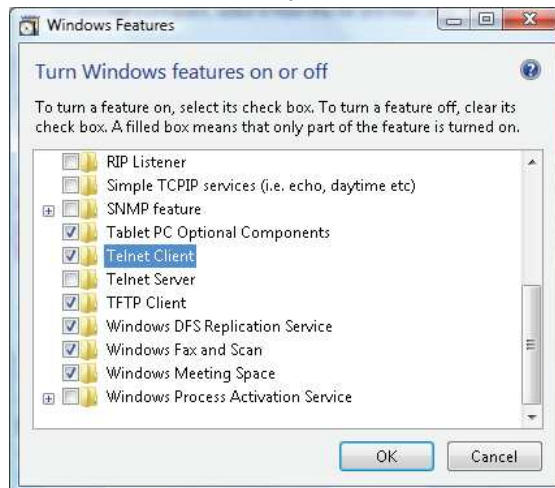 Windows Features
Turn Windows features on or off
To turn a feature on, select its check box. To turn a feature off, clear its
check box. A filled box means that only part of the feature is turned on.
RIP Listener
Simple TCPIP services (i.e. echo, daytime etc)
SNMP feature
Tablet PC Optional Components
Telnet Client
Telnet Server
TFTP Client
Windows DFS Replication Service
Windows Fax and Scan
Windows Meeting Space
Windows Process Activation Service
OK
Cancel